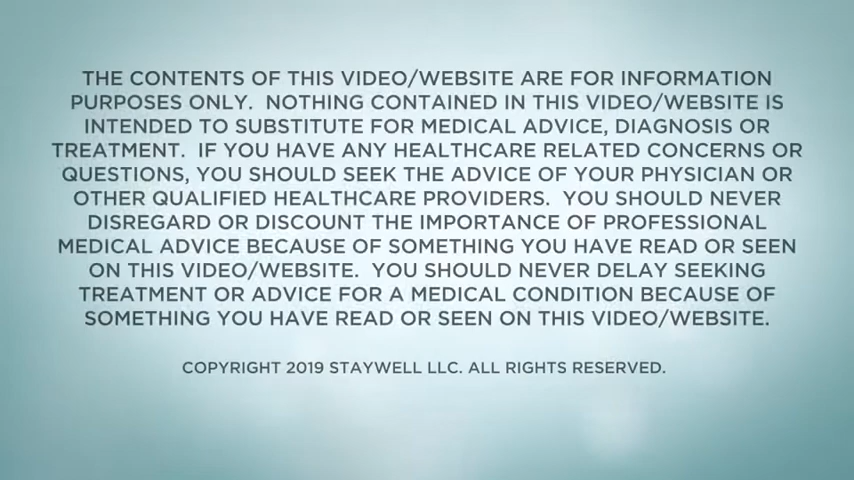 THE CONTENTS OF THIS VIDEO/WEBSITE ARE FOR INFORMATION
PURPOSES ONLY.  NOTHING CONTAINED IN THIS VIDEO/WEBSITE IS
INTENDED TO SUBSTITUTE FOR MEDICAL ADVICE, DIAGNOSIS OR
TREATMENT.  IF YOU HAVE ANY HEALTHCARE RELATED CONCERNS OR
QUESTIONS, YOU SHOULD SEEK THE ADVICE OF YOUR PHYSICIAN OR
OTHER QUALIFIED HEALTHCARE PROVIDERS.  YOU SHOULD NEVER
DISREGARD OR DISCOUNT THE IMPORTANCE OF PROFESSIONAL
MEDICAL ADVICE BECAUSE OF SOMETHING YOU HAVE READ OR SEEN
ON THIS VIDEO/WEBSITE.  YOU SHOULD NEVER DELAY SEEKING
TREATMENT OR ADVICE FOR A MEDICAL CONDITION BECAUSE OF
SOMETHING YOU HAVE READ OR SEEN ON THIS VIDEO/WEBSITE.
COPYRIGHT 2019 STAYWELL LLC. ALL RIGHTS RESERVED.